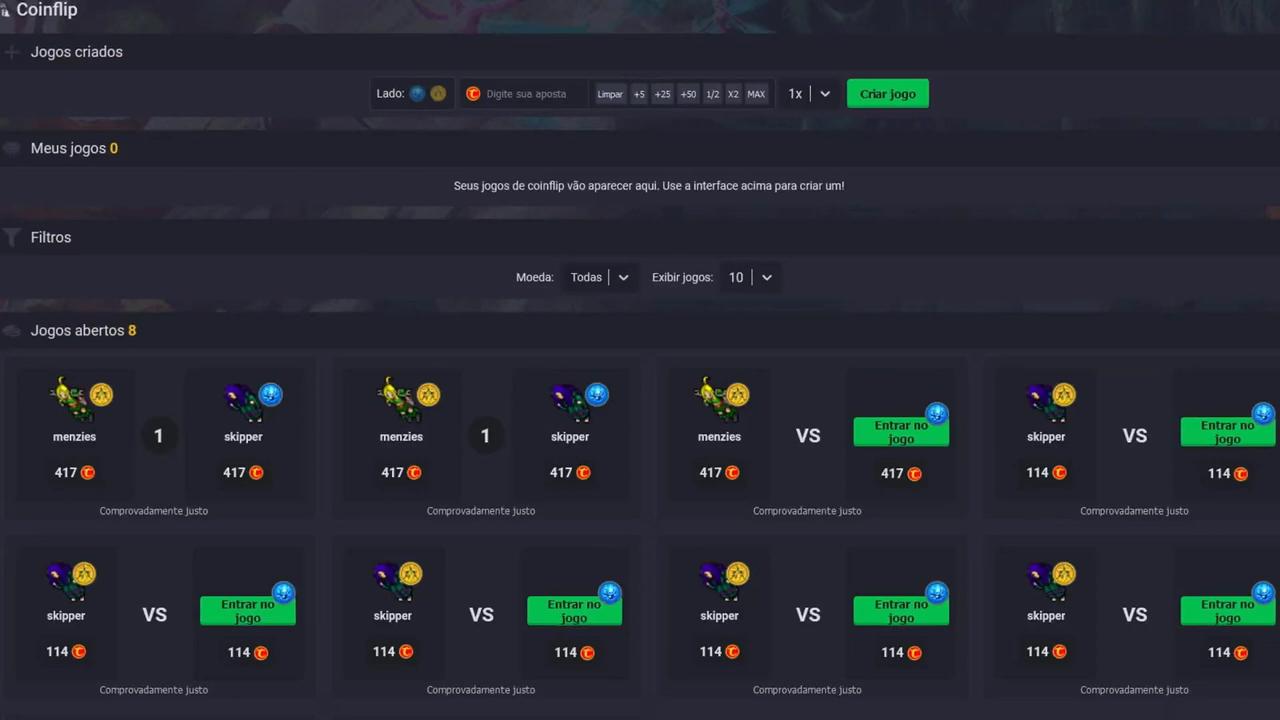 Coinflip
Jogos criados
Lado: Digite sua aposta Limpar +5 +25 +50 1/2 X2 MAX 1x Criar jogo
Meus jogos 0
Seus jogos de coinflip vão aparecer aqui. Use a interface acima para criar um!
Filtros
Moeda: Todas Exibir jogos: 10
Jogos abertos 8
menzies 1 skipper
417 417
Comprovadamente justo
menzies 1 skipper
417 417
Comprovadamente justo
menzies VS Entrar no
jogo
417 417
Comprovadamente justo
skipper VS Entrar no
jogo
114 114
Comprovadamente justo
skipper VS Entrar no
jogo
114 114
Comprovadamente justo
skipper VS Entrar no
jogo
114 114
Comprovadamente justo
skipper VS Entrar no
jogo
114 114
Comprovadamente justo
skipper VS Entrar no
jogo
114 114
Comprovadamente justo